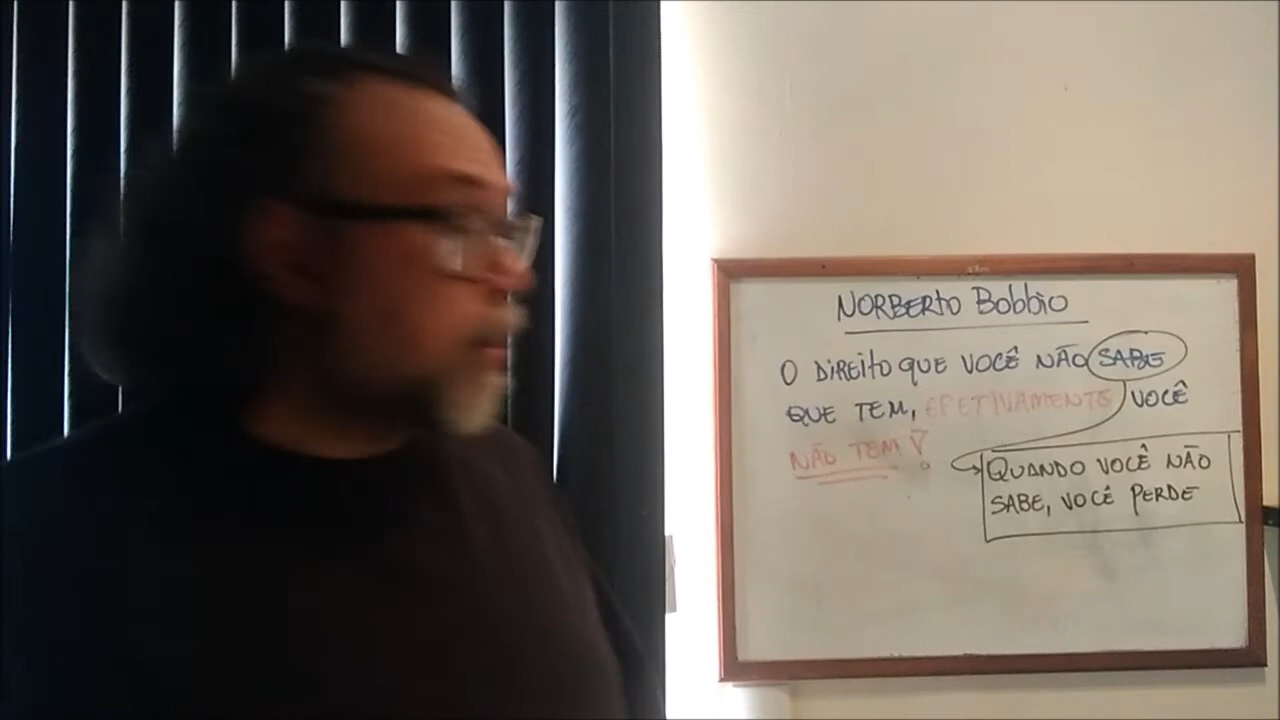 NORBERTO BOBBIO
O DIREITO QUE VOCÊ NÃO SABE
QUE TEM, EFETIVAMENTE VOCÊ
NÃO TEM!
QUANDO VOCÊ NÃO
SABE, VOCÊ PERDE